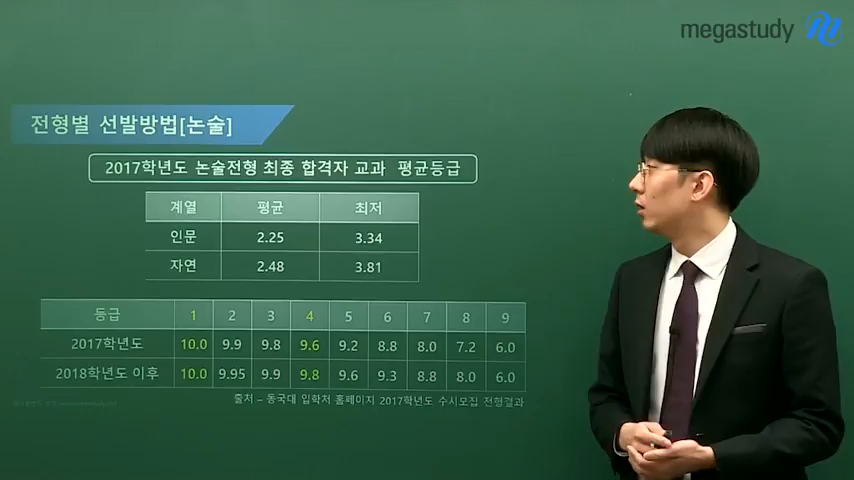 megastudy
전형별 선발방법[논술]
2017학년도 논술전형 최종 합격자 교과 평균등급
계열 평균 최저
인문 2.25 3.34
자연 2.48 3.81
등급 1 2 3 4 5 6 7 8 9
2017학년도 10.0 9.9 9.8 9.6 9.2 8.8 8.0 7.2 6.0
2018학년도 이후 10.0 9.95 9.9 9.8 9.6 9.3 8.8 8.0 6.0
출처 – 동국대 입학처 홈페이지 2017학년도 수시모집 전형결과